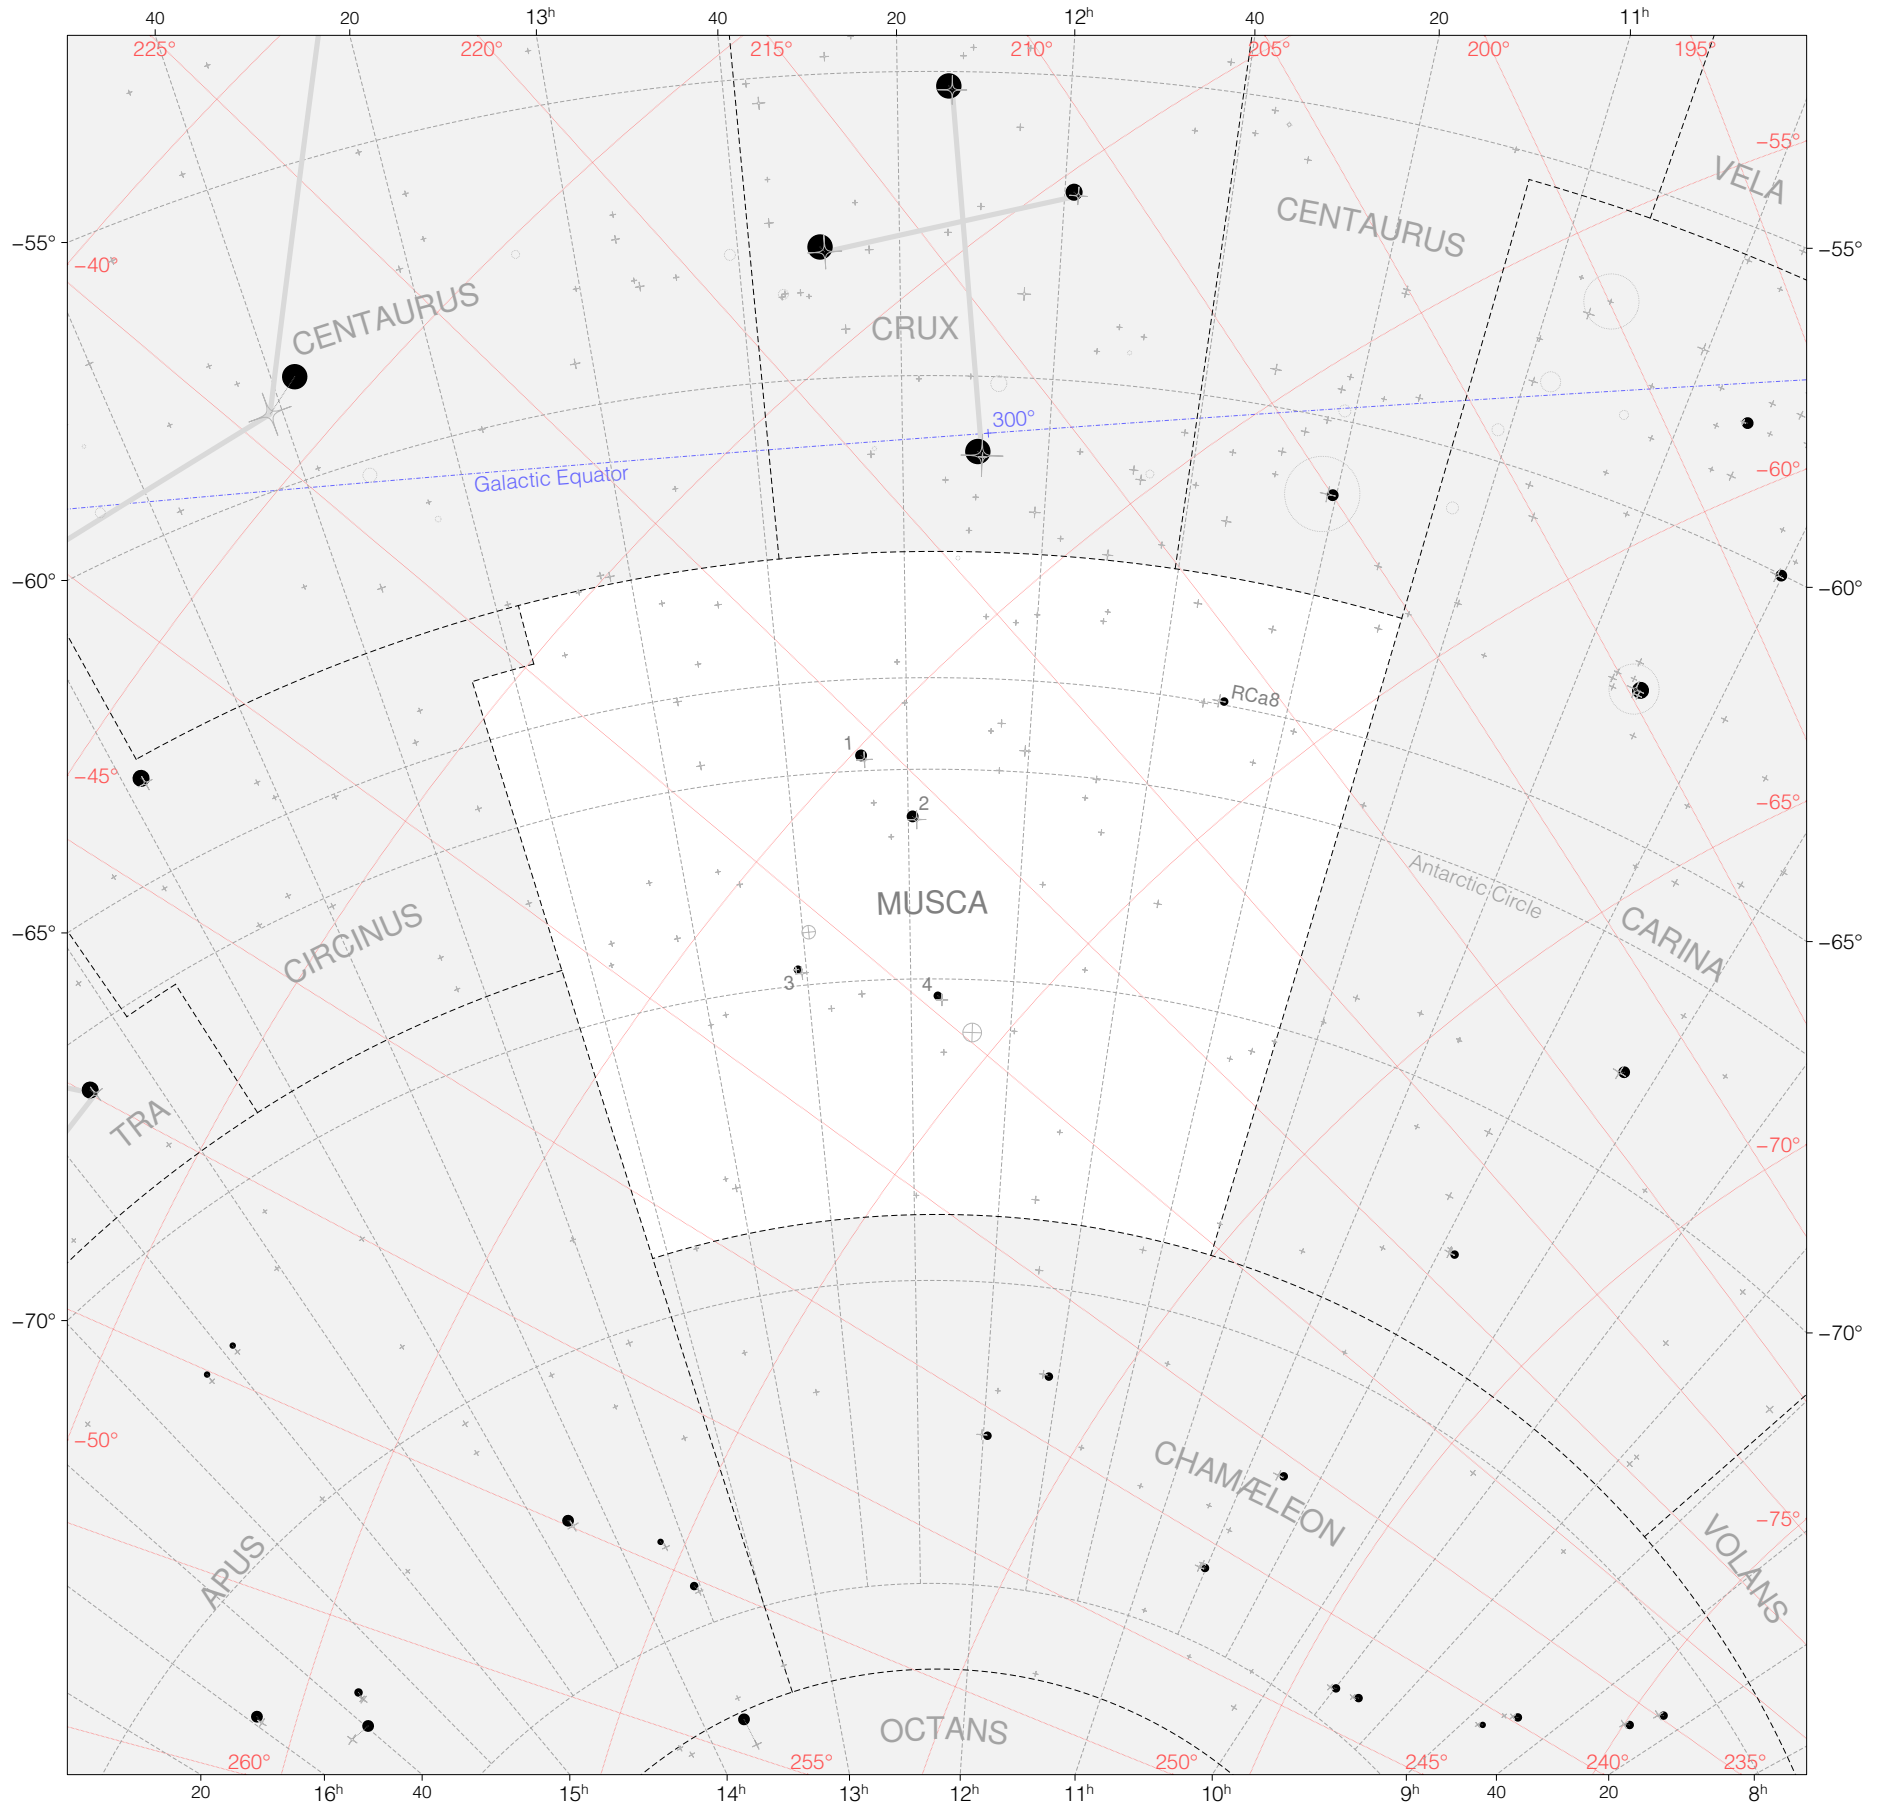 40 20 13h 40 20 12h 40 20 11h
225° 220° 215° 210° 205° 200° 195°
−55°
VELA
CENTAURUS
−55° −55°
−40°
CENTAURUS
CRUX
300°
Galactic Equator
−60°
−60° −60°
RCa8
1
−45°
2
−65°
Antarctic Circle
MUSCA
CIRCINUS
CARINA
−65° −65°
3
4
TRA
−70°
−70° −70°
−50°
CHAMÆLEON
−75°
VOLANS
APUS
OCTANS
260° 255° 250° 245° 240° 235°
20 16h 40 15h 14h 13h 12h 11h 10h 9h 40 20 8h